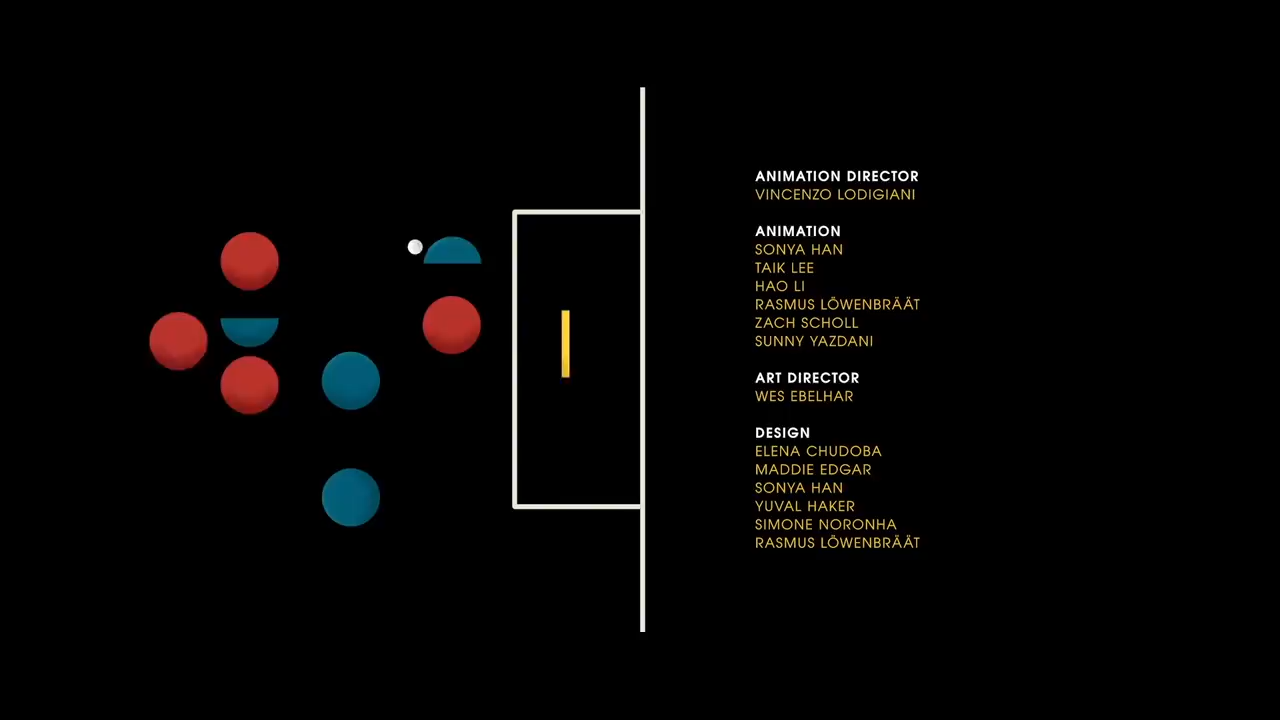 ANIMATION DIRECTOR
VINCENZO LODIGIANI
ANIMATION
SONYA HAN
TAIK LEE
HAO LI
RASMUS LÖWENBRÄÄT
ZACH SCHOLL
SUNNY YAZDANI
ART DIRECTOR
WES EBELHAR
DESIGN
ELENA CHUDOBA
MADDIE EDGAR
SONYA HAN
YUVAL HAKER
SIMONE NORONHA
RASMUS LÖWENBRÄÄT